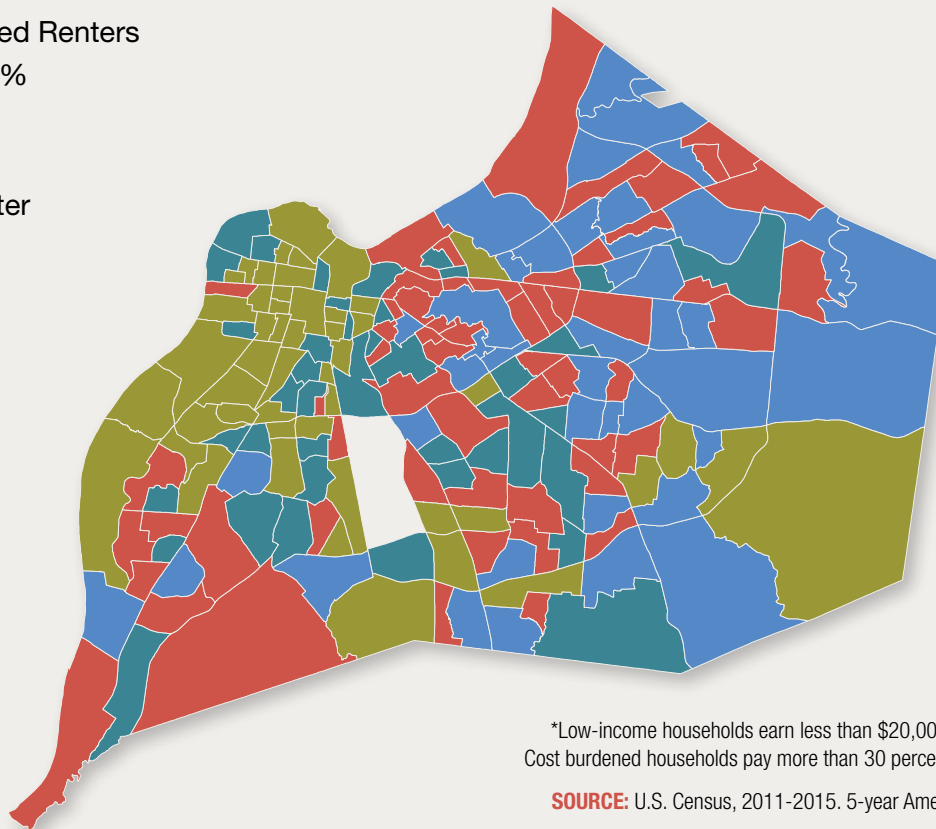 ed Renters
%
ter
*Low-income households earn less than $20,00
Cost burdened households pay more than 30 perce
SOURCE: U.S. Census, 2011-2015. 5-year Ame